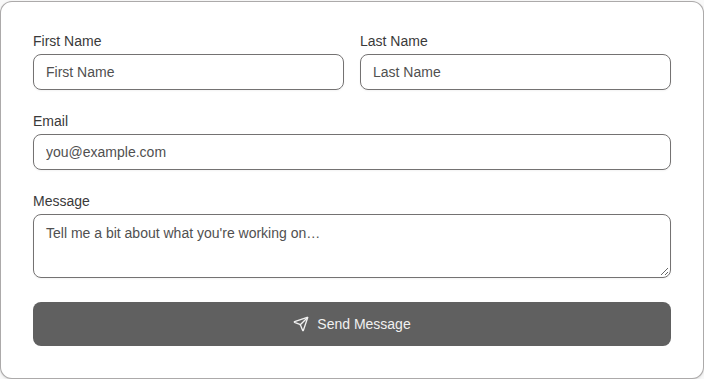 First Name Last Name
First Name Last Name
Email
you@example.com
Message
Tell me a bit about what you're working on…
Send Message